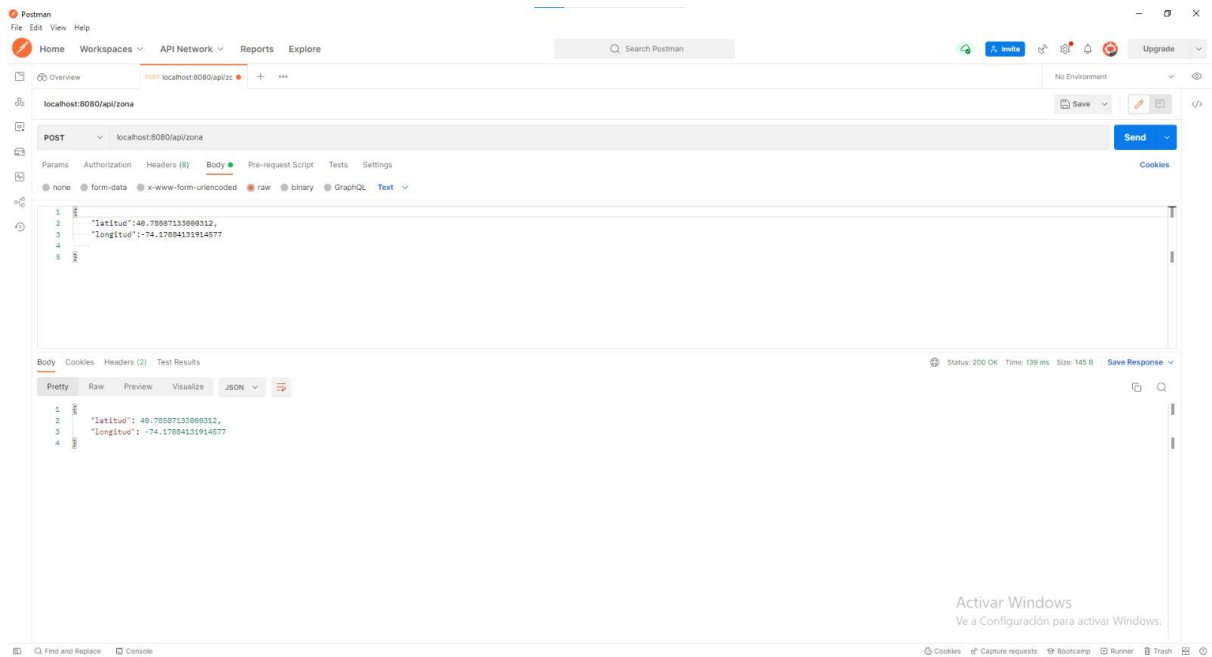 Postman
File Edit View Help
Home Workspaces API Network Reports Explore
Search Postman
Invite
Upgrade
Overview
POST localhost:8080/api/zc
No Environment
localhost:8080/api/zona
Save
POST localhost:8080/api/zona
Send
Params Authorization Headers (8) Body Pre-request Script Tests Settings
Cookies
none form-data x-www-form-urlencoded raw binary GraphQL Text
1 {
2 "latitud":40.78507133000312,
3 "longitud":-74.17884131914577
4
5 }
Body Cookies Headers (2) Test Results
Status: 200 OK Time: 139 ms Size: 145 B Save Response
Pretty Raw Preview Visualize JSON
1 {
2 "latitud": 40.78507133000312,
3 "longitud": -74.17884131914577
4 }
Activar Windows
Ve a Configuración para activar Windows.
Find and Replace Console
Cookies Capture requests Bootcamp Runner Trash